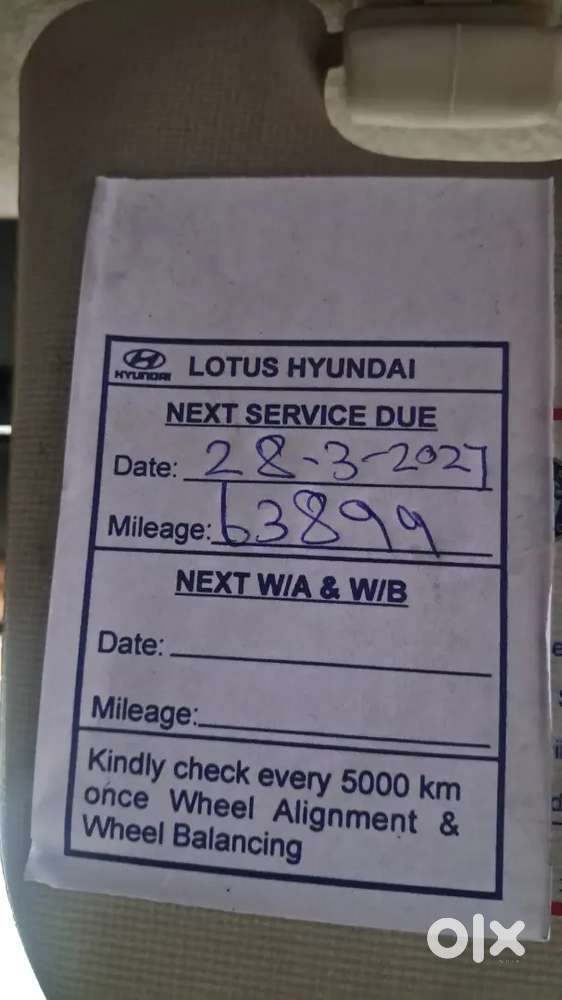 HYUNDAI LOTUS HYUNDAI
NEXT SERVICE DUE
Date: 28-3-2027
Mileage: 63899
NEXT W/A & W/B
Date:
Mileage:
Kindly check every 5000 km
once Wheel Alignment &
Wheel Balancing
olx